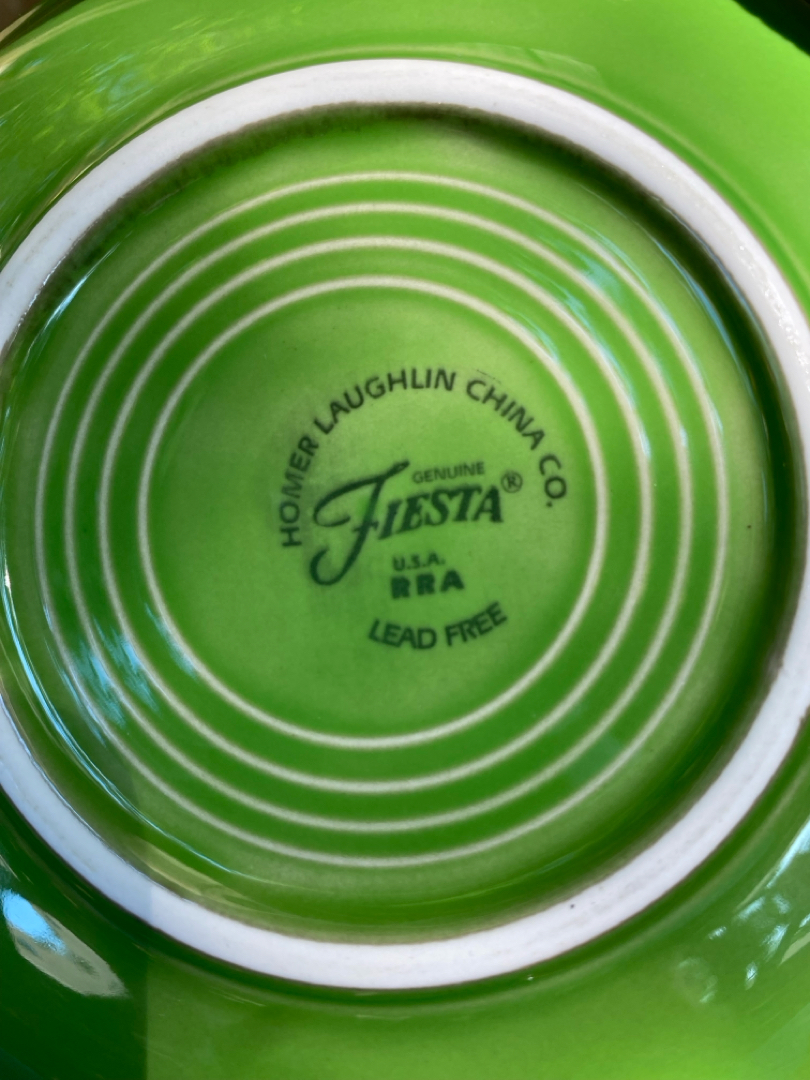 HOMER LAUGHLIN CHINA CO.
GENUINE
FIESTA®
U.S.A.
RRA
LEAD FREE